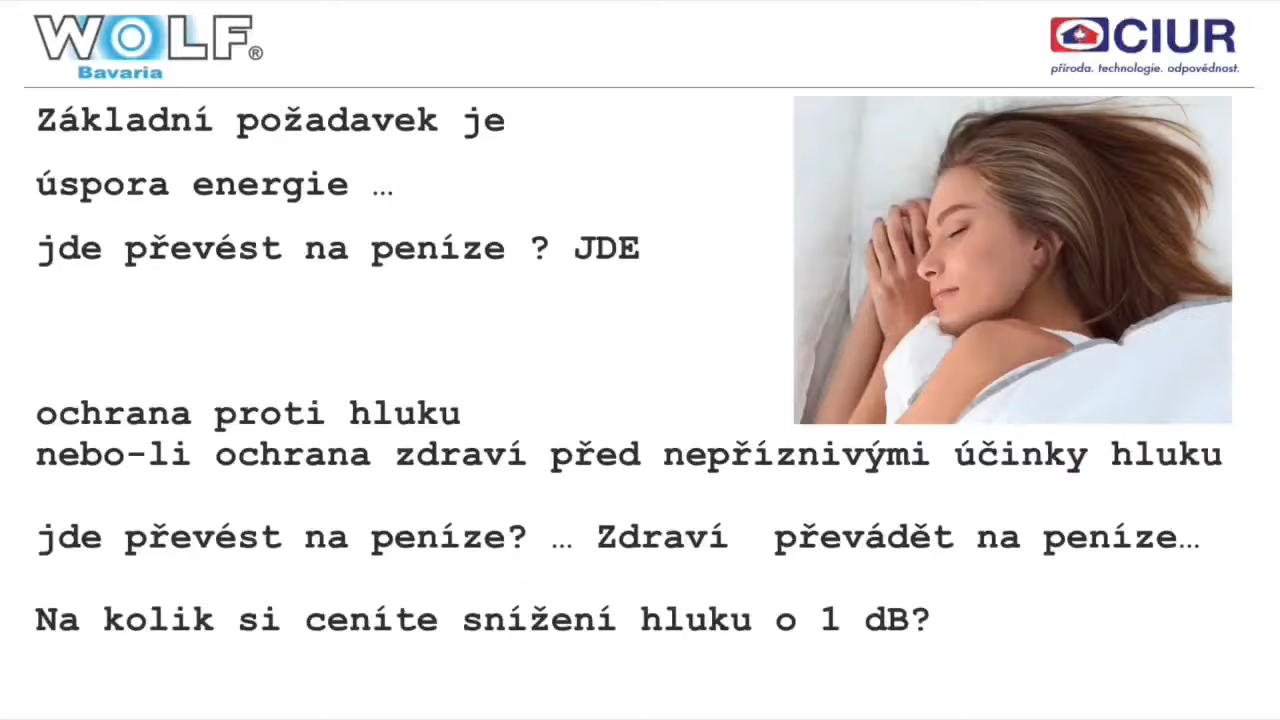 WOLF®
Bavaria
CIUR
příroda. technologie. odpovědnost.
Základní požadavek je
úspora energie …
jde převést na peníze ? JDE
ochrana proti hluku
nebo-li ochrana zdraví před nepříznivými účinky hluku
jde převést na peníze? … Zdraví  převádět na peníze…
Na kolik si ceníte snížení hluku o 1 dB?